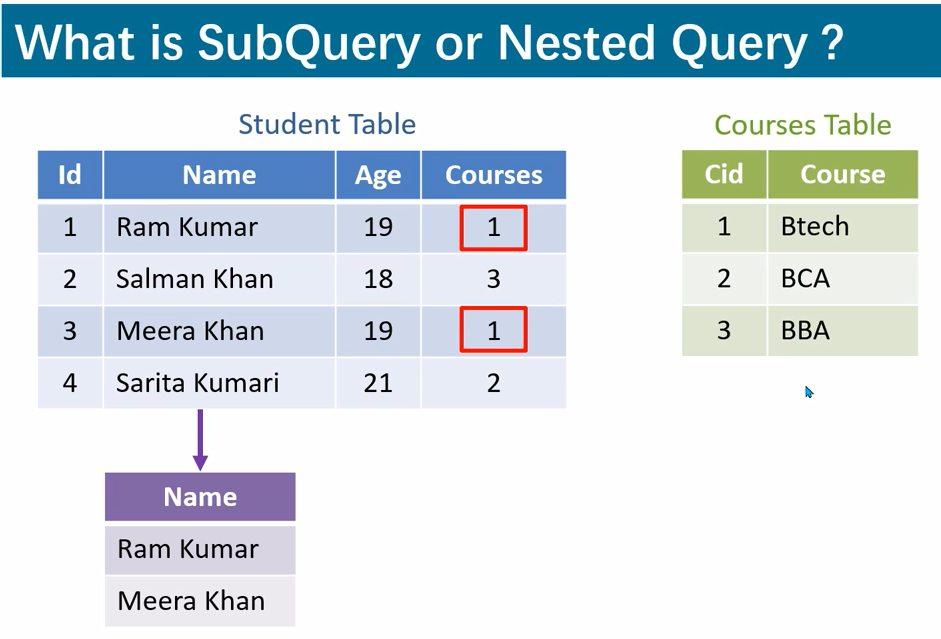 What is SubQuery or Nested Query ?
Student Table
Id Name Age Courses
1 Ram Kumar 19 1
2 Salman Khan 18 3
3 Meera Khan 19 1
4 Sarita Kumari 21 2
Courses Table
Cid Course
1 Btech
2 BCA
3 BBA
Name
Ram Kumar
Meera Khan